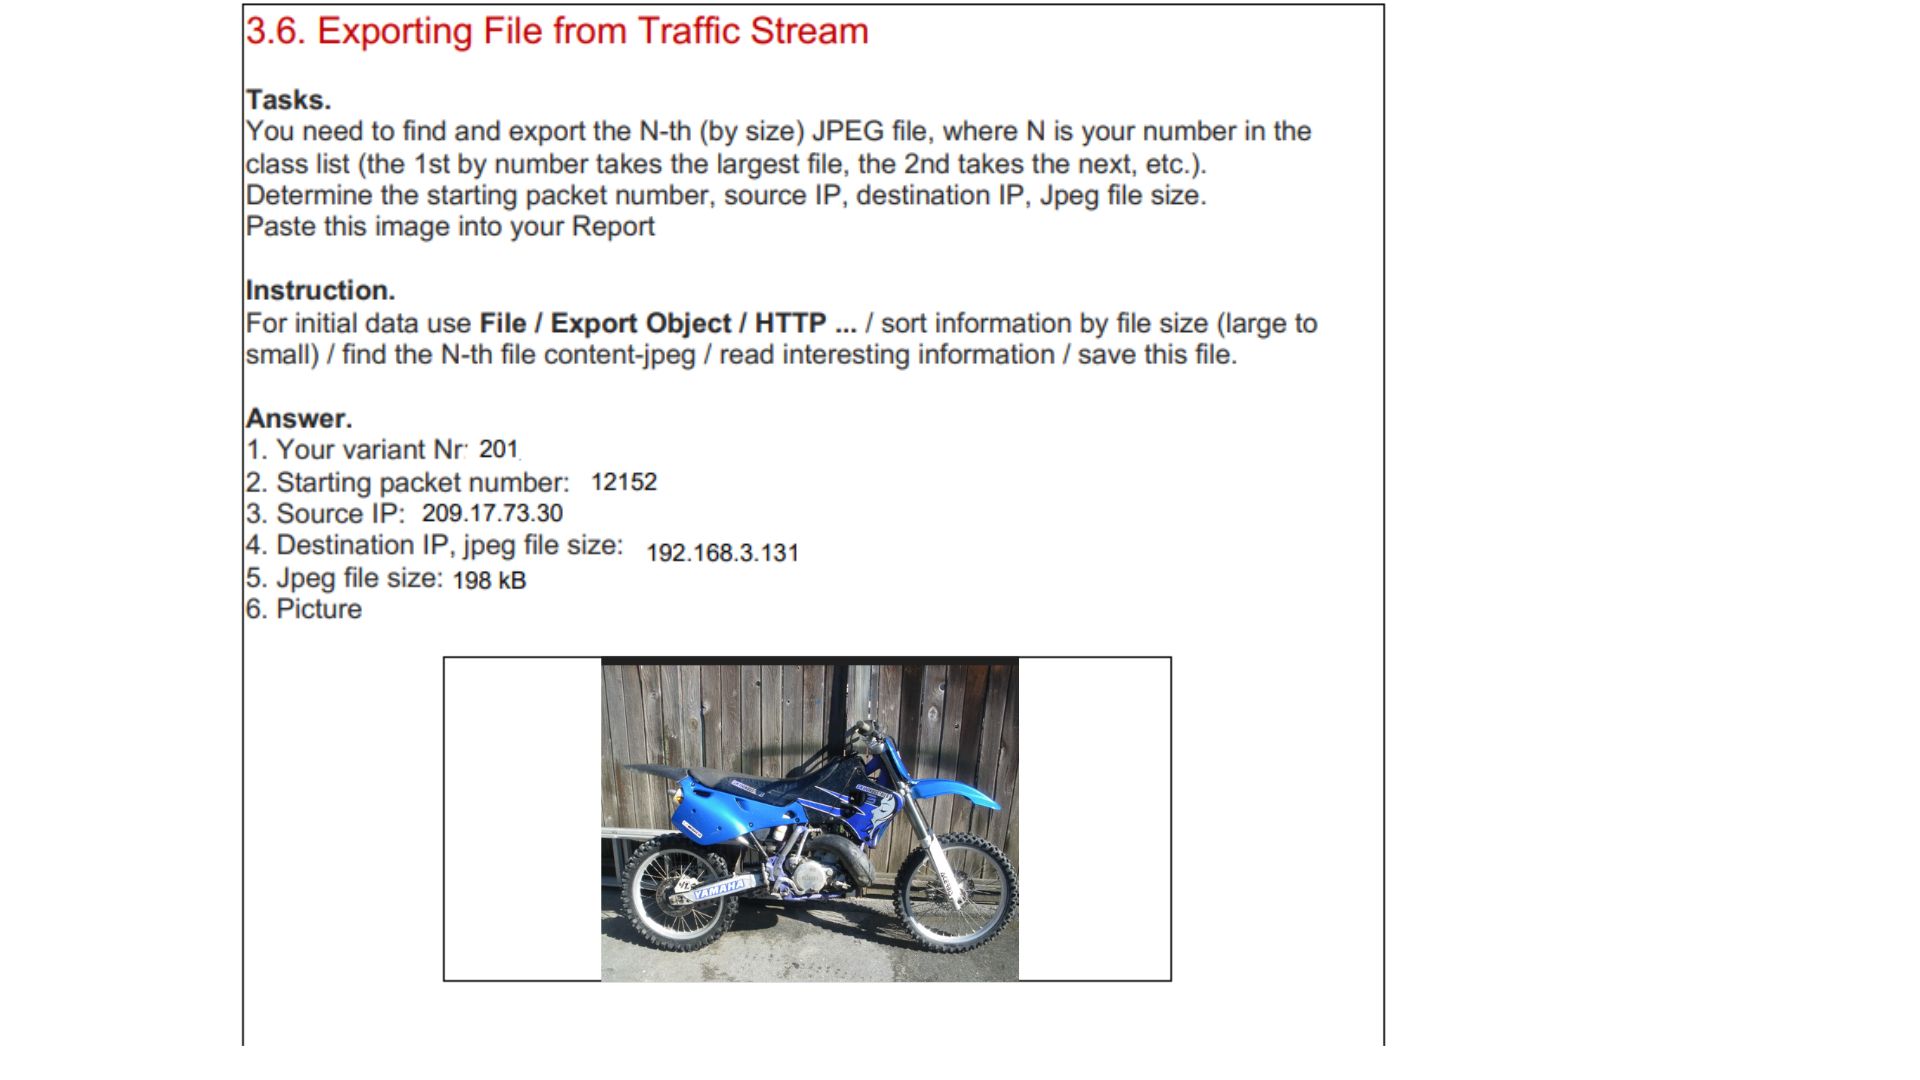 3.6. Exporting File from Traffic Stream
Tasks.
You need to find and export the N-th (by size) JPEG file, where N is your number in the
class list (the 1st by number takes the largest file, the 2nd takes the next, etc.).
Determine the starting packet number, source IP, destination IP, Jpeg file size.
Paste this image into your Report
Instruction.
For initial data use File / Export Object / HTTP ... / sort information by file size (large to
small) / find the N-th file content-jpeg / read interesting information / save this file.
Answer.
1. Your variant Nr: 201
2. Starting packet number: 12152
3. Source IP: 209.17.73.30
4. Destination IP, jpeg file size: 192.168.3.131
5. Jpeg file size: 198 kB
6. Picture
YAMAHA